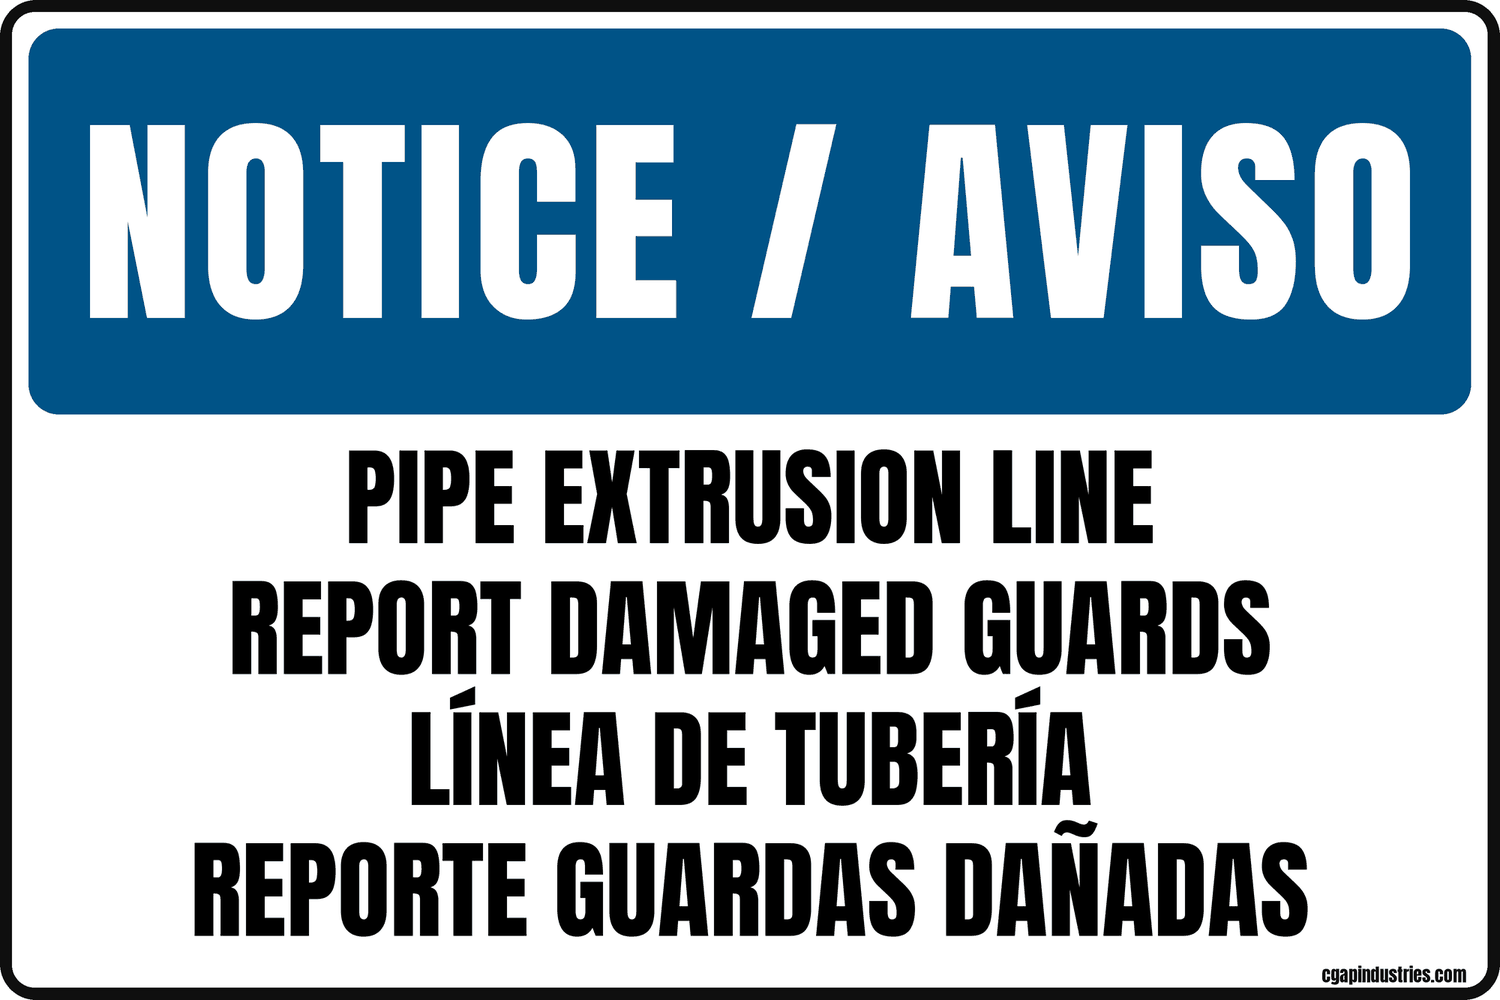 NOTICE / AVISO
PIPE EXTRUSION LINE
REPORT DAMAGED GUARDS
LÍNEA DE TUBERÍA
REPORTE GUARDAS DAÑADAS
cgapindustries.com